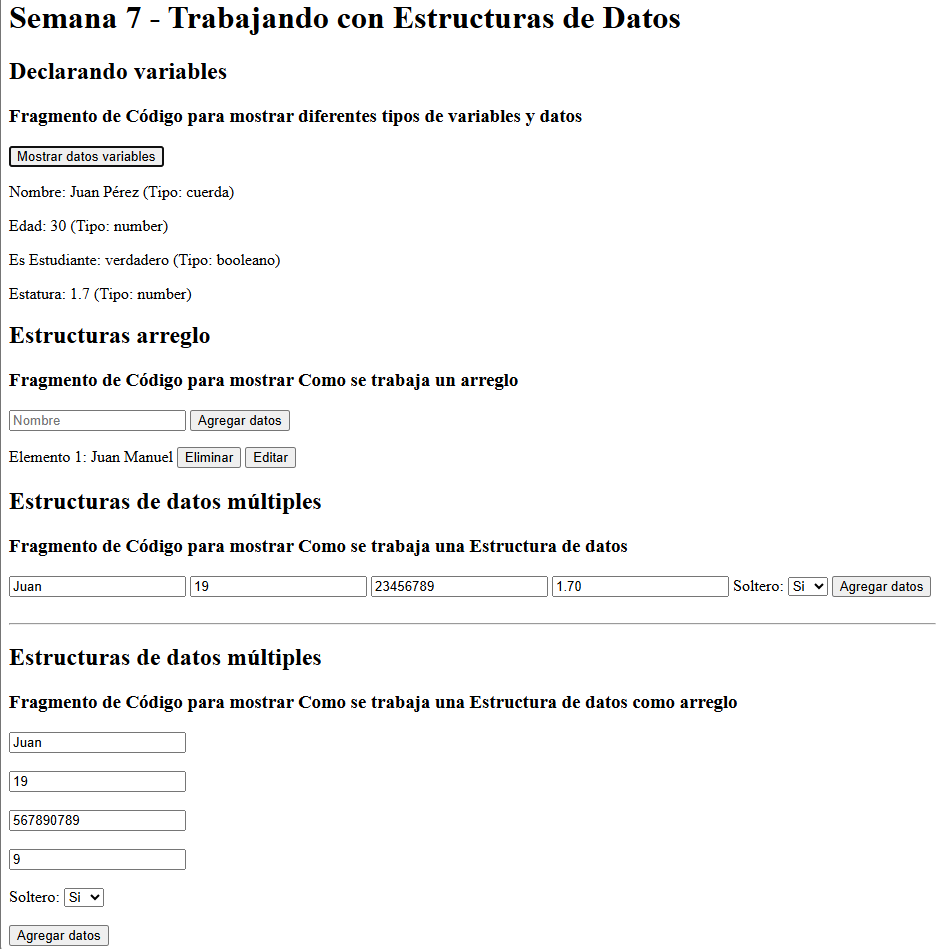 Semana 7 - Trabajando con Estructuras de Datos
Declarando variables
Fragmento de Código para mostrar diferentes tipos de variables y datos
Mostrar datos variables
Nombre: Juan Pérez (Tipo: cuerda)
Edad: 30 (Tipo: number)
Es Estudiante: verdadero (Tipo: booleano)
Estatura: 1.7 (Tipo: number)
Estructuras arreglo
Fragmento de Código para mostrar Como se trabaja un arreglo
Nombre Agregar datos
Elemento 1: Juan Manuel Eliminar Editar
Estructuras de datos múltiples
Fragmento de Código para mostrar Como se trabaja una Estructura de datos
Juan 19 23456789 1.70 Soltero: Si Agregar datos
Estructuras de datos múltiples
Fragmento de Código para mostrar Como se trabaja una Estructura de datos como arreglo
Juan
19
567890789
9
Soltero: Si
Agregar datos